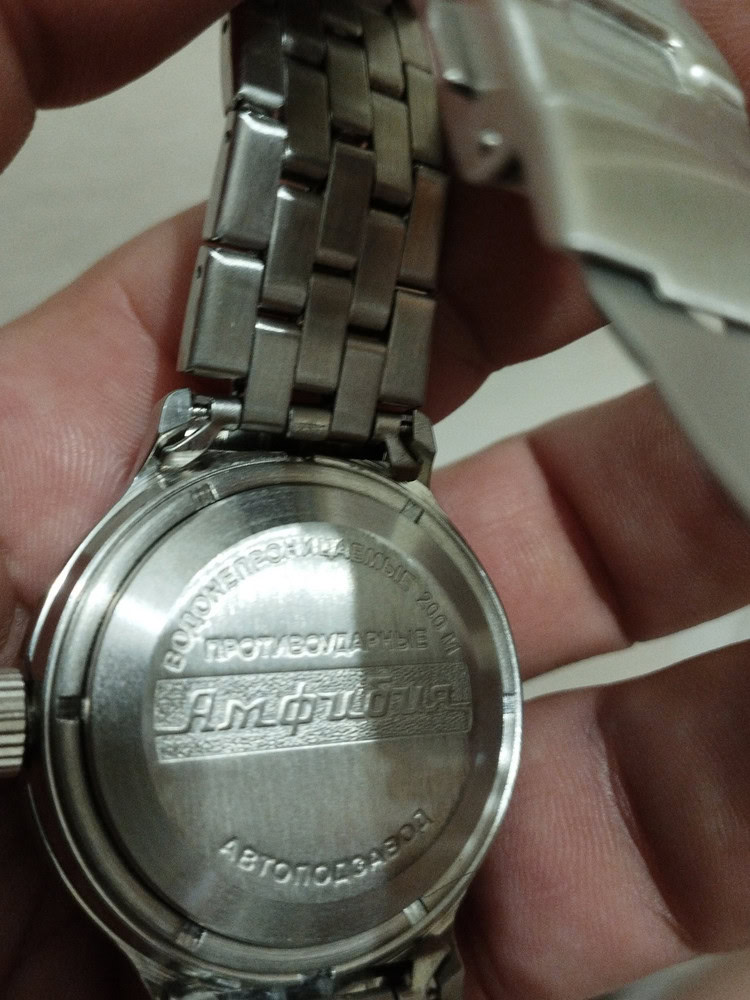 ВОДОНЕПРОНИЦАЕМЫЕ 200 М
ПРОТИВОУДАРНЫЕ
Амфибия
АВТОПОДЗАВОД